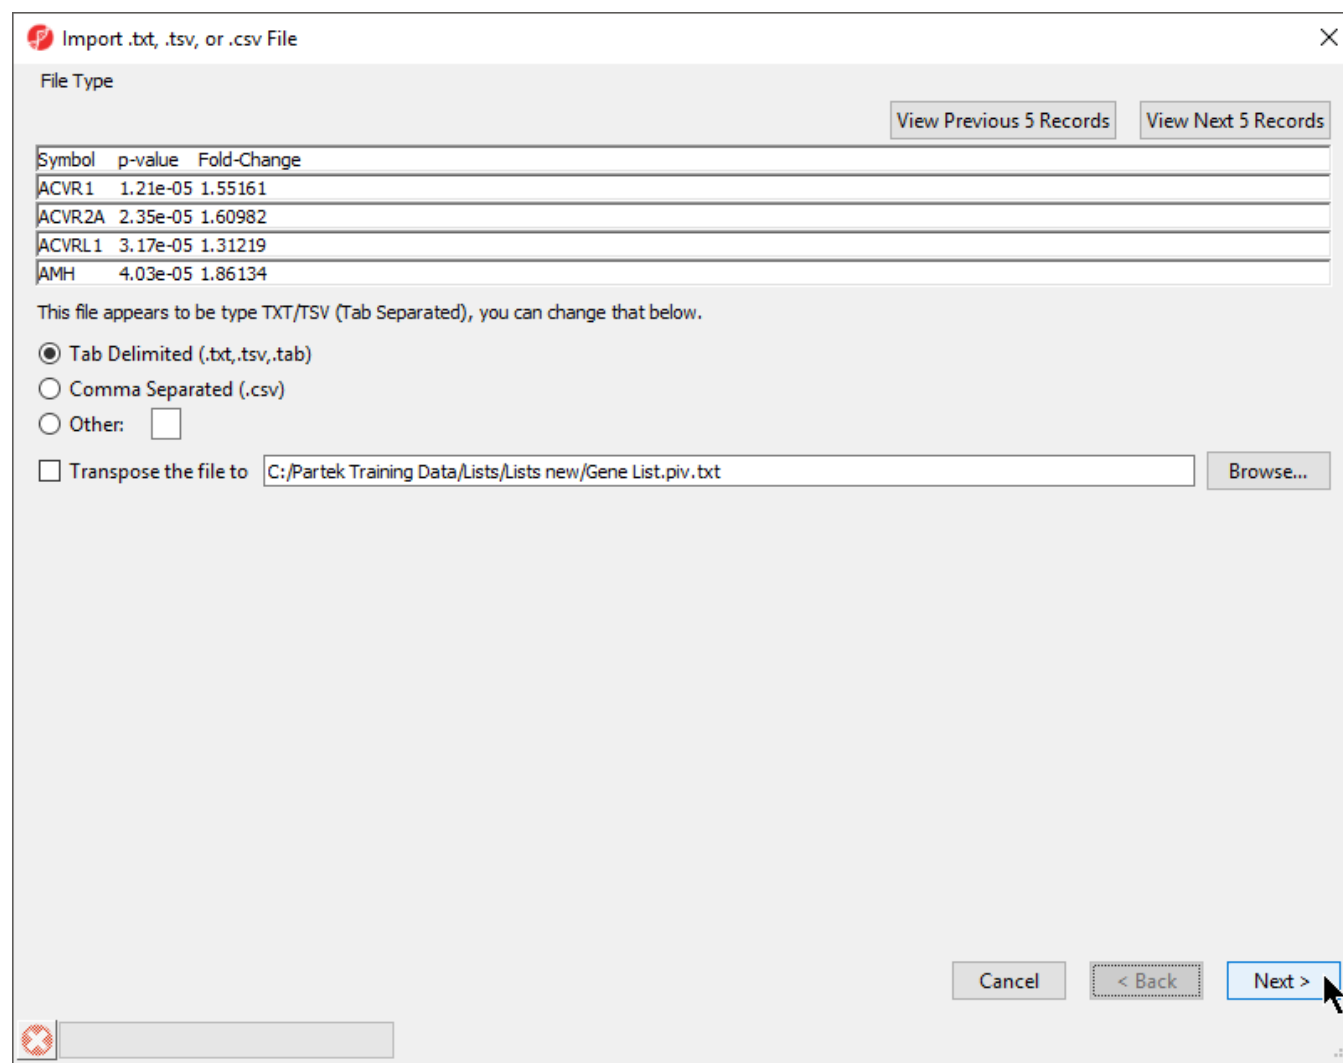 Import .txt, .tsv, or .csv File
File Type
View Previous 5 Records View Next 5 Records
Symbol p-value Fold-Change
ACVR1 1.21e-05 1.55161
ACVR2A 2.35e-05 1.60982
ACVRL1 3.17e-05 1.31219
AMH 4.03e-05 1.86134
This file appears to be type TXT/TSV (Tab Separated), you can change that below.
Tab Delimited (.txt,.tsv,.tab)
Comma Separated (.csv)
Other:
Transpose the file to C:/Partek Training Data/Lists/Lists new/Gene List.piv.txt Browse...
Cancel < Back Next >